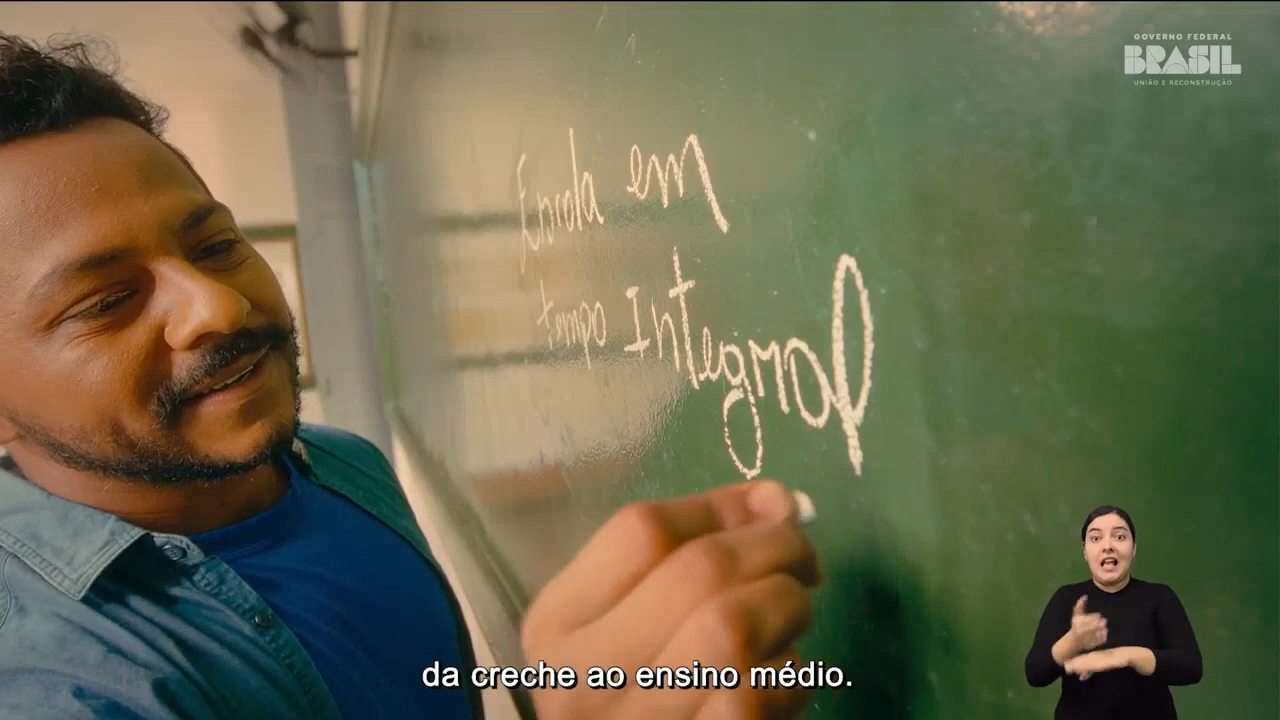 GOVERNO FEDERAL
BRASIL
UNIÃO E RECONSTRUÇÃO
Escola em
tempo Integral
da creche ao ensino médio.